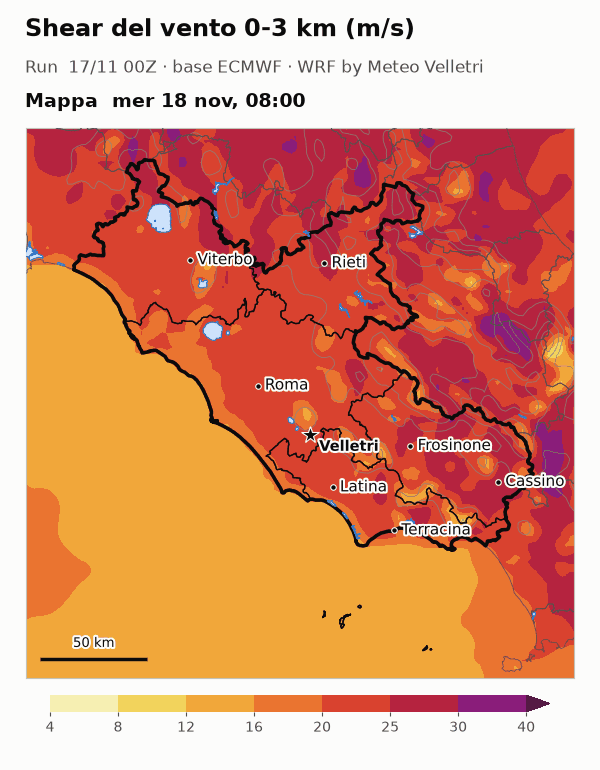 Shear del vento 0-3 km (m/s)
Run  17/11 00Z · base ECMWF · WRF by Meteo Velletri
Mappa  mer 18 nov, 08:00
Viterbo
Rieti
Roma
Velletri
Frosinone
Latina
Cassino
Terracina
50 km
4 8 12 16 20 25 30 40